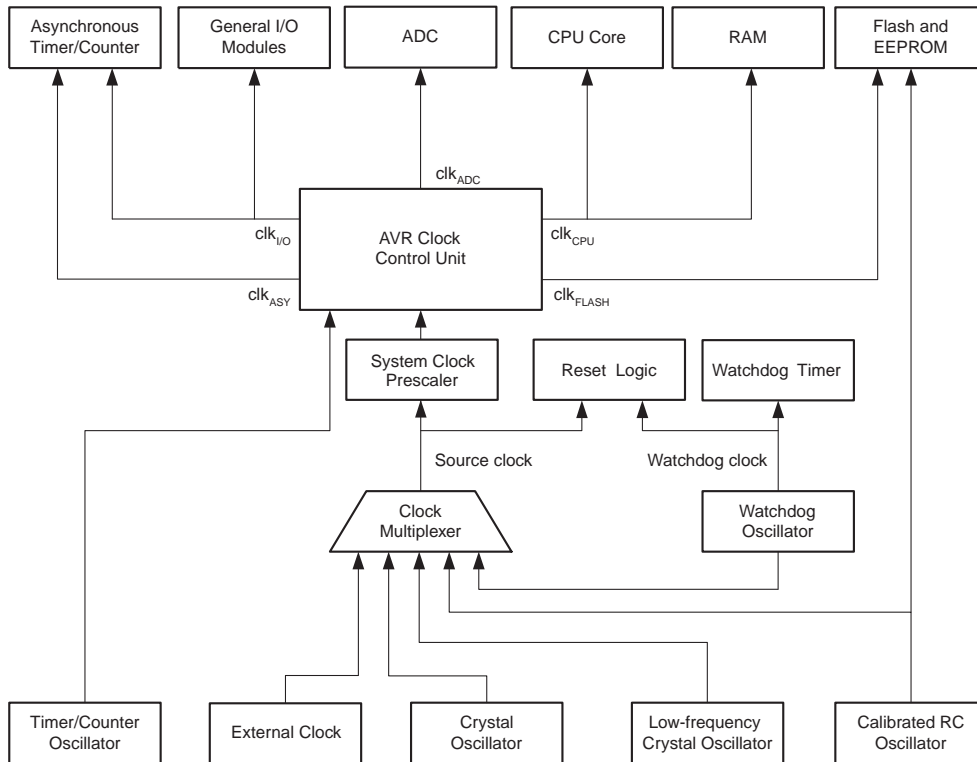 Asynchronous
Timer/Counter
General I/O
Modules
ADC
CPU Core
RAM
Flash and
EEPROM
clkADC
clkI/O
AVR Clock
Control Unit
clkCPU
clkASY
clkFLASH
System Clock
Prescaler
Reset Logic
Watchdog Timer
Source clock
Watchdog clock
Clock
Multiplexer
Watchdog
Oscillator
Timer/Counter
Oscillator
External Clock
Crystal
Oscillator
Low-frequency
Crystal Oscillator
Calibrated RC
Oscillator